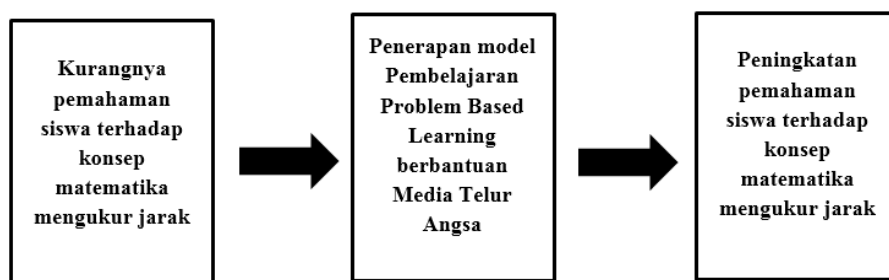 Kurangnya
pemahaman
siswa terhadap
konsep
matematika
mengukur jarak
Penerapan model
Pembelajaran
Problem Based
Learning
berbantuan
Media Telur
Angsa
Peningkatan
pemahaman
siswa terhadap
konsep
matematika
mengukur jarak